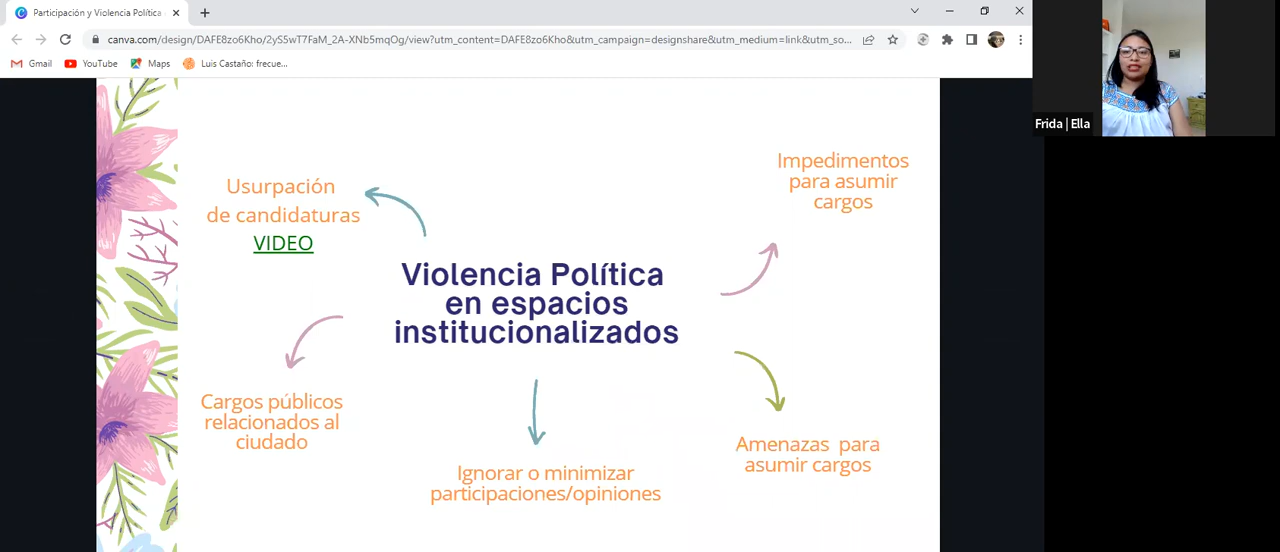 Participación y Violencia Política
canva.com/design/DAFE8zo6Kho/2yS5wT7FaM_2A-XNb5mqOg/view?utm_content=DAFE8zo6Kho&utm_campaign=designshare&utm_medium=link&utm_so...
Gmail
YouTube
Maps
Luis Castaño: frecue...
Frida | Ella
Usurpación
de candidaturas
VIDEO
Impedimentos
para asumir
cargos
Violencia Política
en espacios
institucionalizados
Cargos públicos
relacionados al
ciudado
Ignorar o minimizar
participaciones/opiniones
Amenazas para
asumir cargos